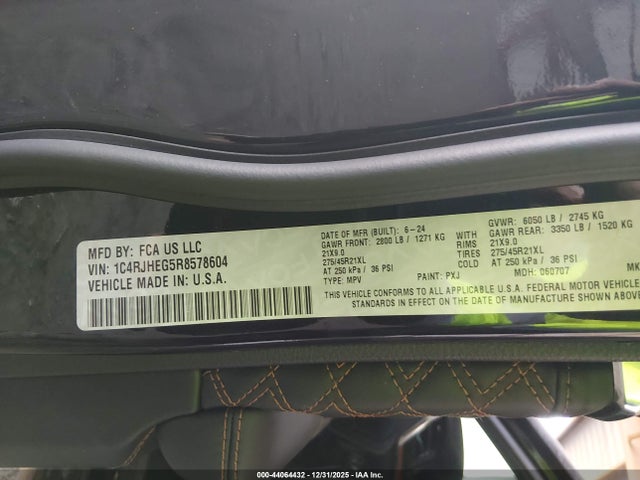 MFD BY: FCA US LLC
VIN: 1C4RJHEG5R8578604
VEHICLE MADE IN: U.S.A.
DATE OF MFR (BUILT): 6-24
GAWR FRONT: 2800 LB / 1271 KG
21X9.0
275/45R21XL
AT 250 kPa / 36 PSI
TYPE: MPV
PAINT: PXJ
WITH
RIMS
TIRES
GVWR: 6050 LB / 2745 KG
GAWR REAR: 3350 LB / 1520 KG
21X9.0
275/45R21XL
AT 250 kPa / 36 PSI
MDH: 060707
MK
THIS VEHICLE CONFORMS TO ALL APPLICABLE U.S.A. FEDERAL MOTOR VEHICLE
STANDARDS IN EFFECT ON THE DATE OF MANUFACTURE SHOWN ABOVE
000-44064432 - 12/31/2025 - IAA Inc.